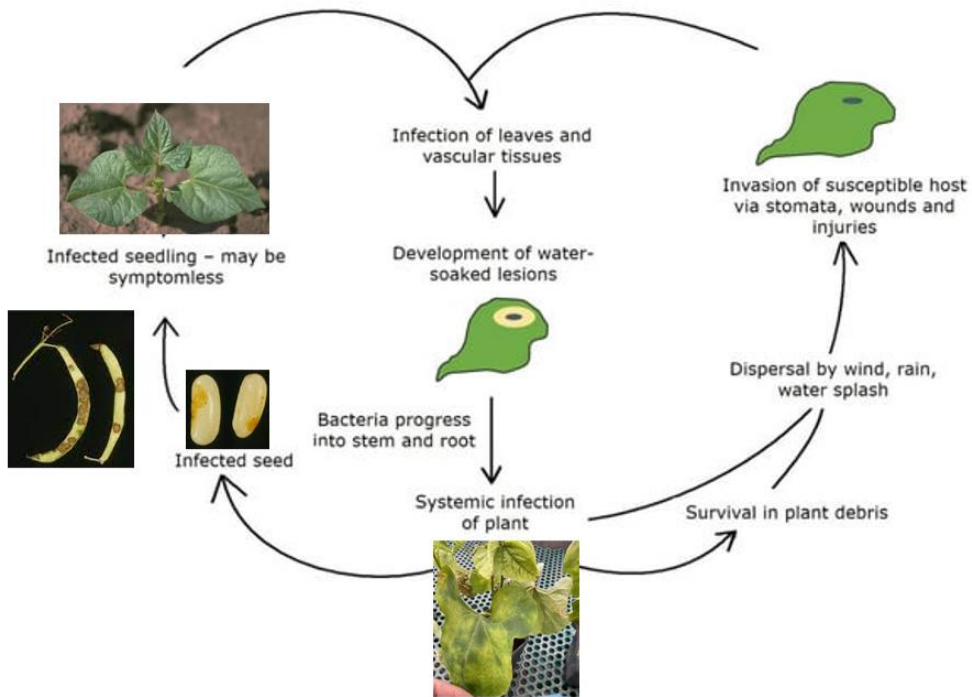 Infection of leaves and
vascular tissues
Development of water-
soaked lesions
Bacteria progress
into stem and root
Systemic infection
of plant
Infected seed
Infected seedling – may be
symptomless
Survival in plant debris
Dispersal by wind, rain,
water splash
Invasion of susceptible host
via stomata, wounds and
injuries